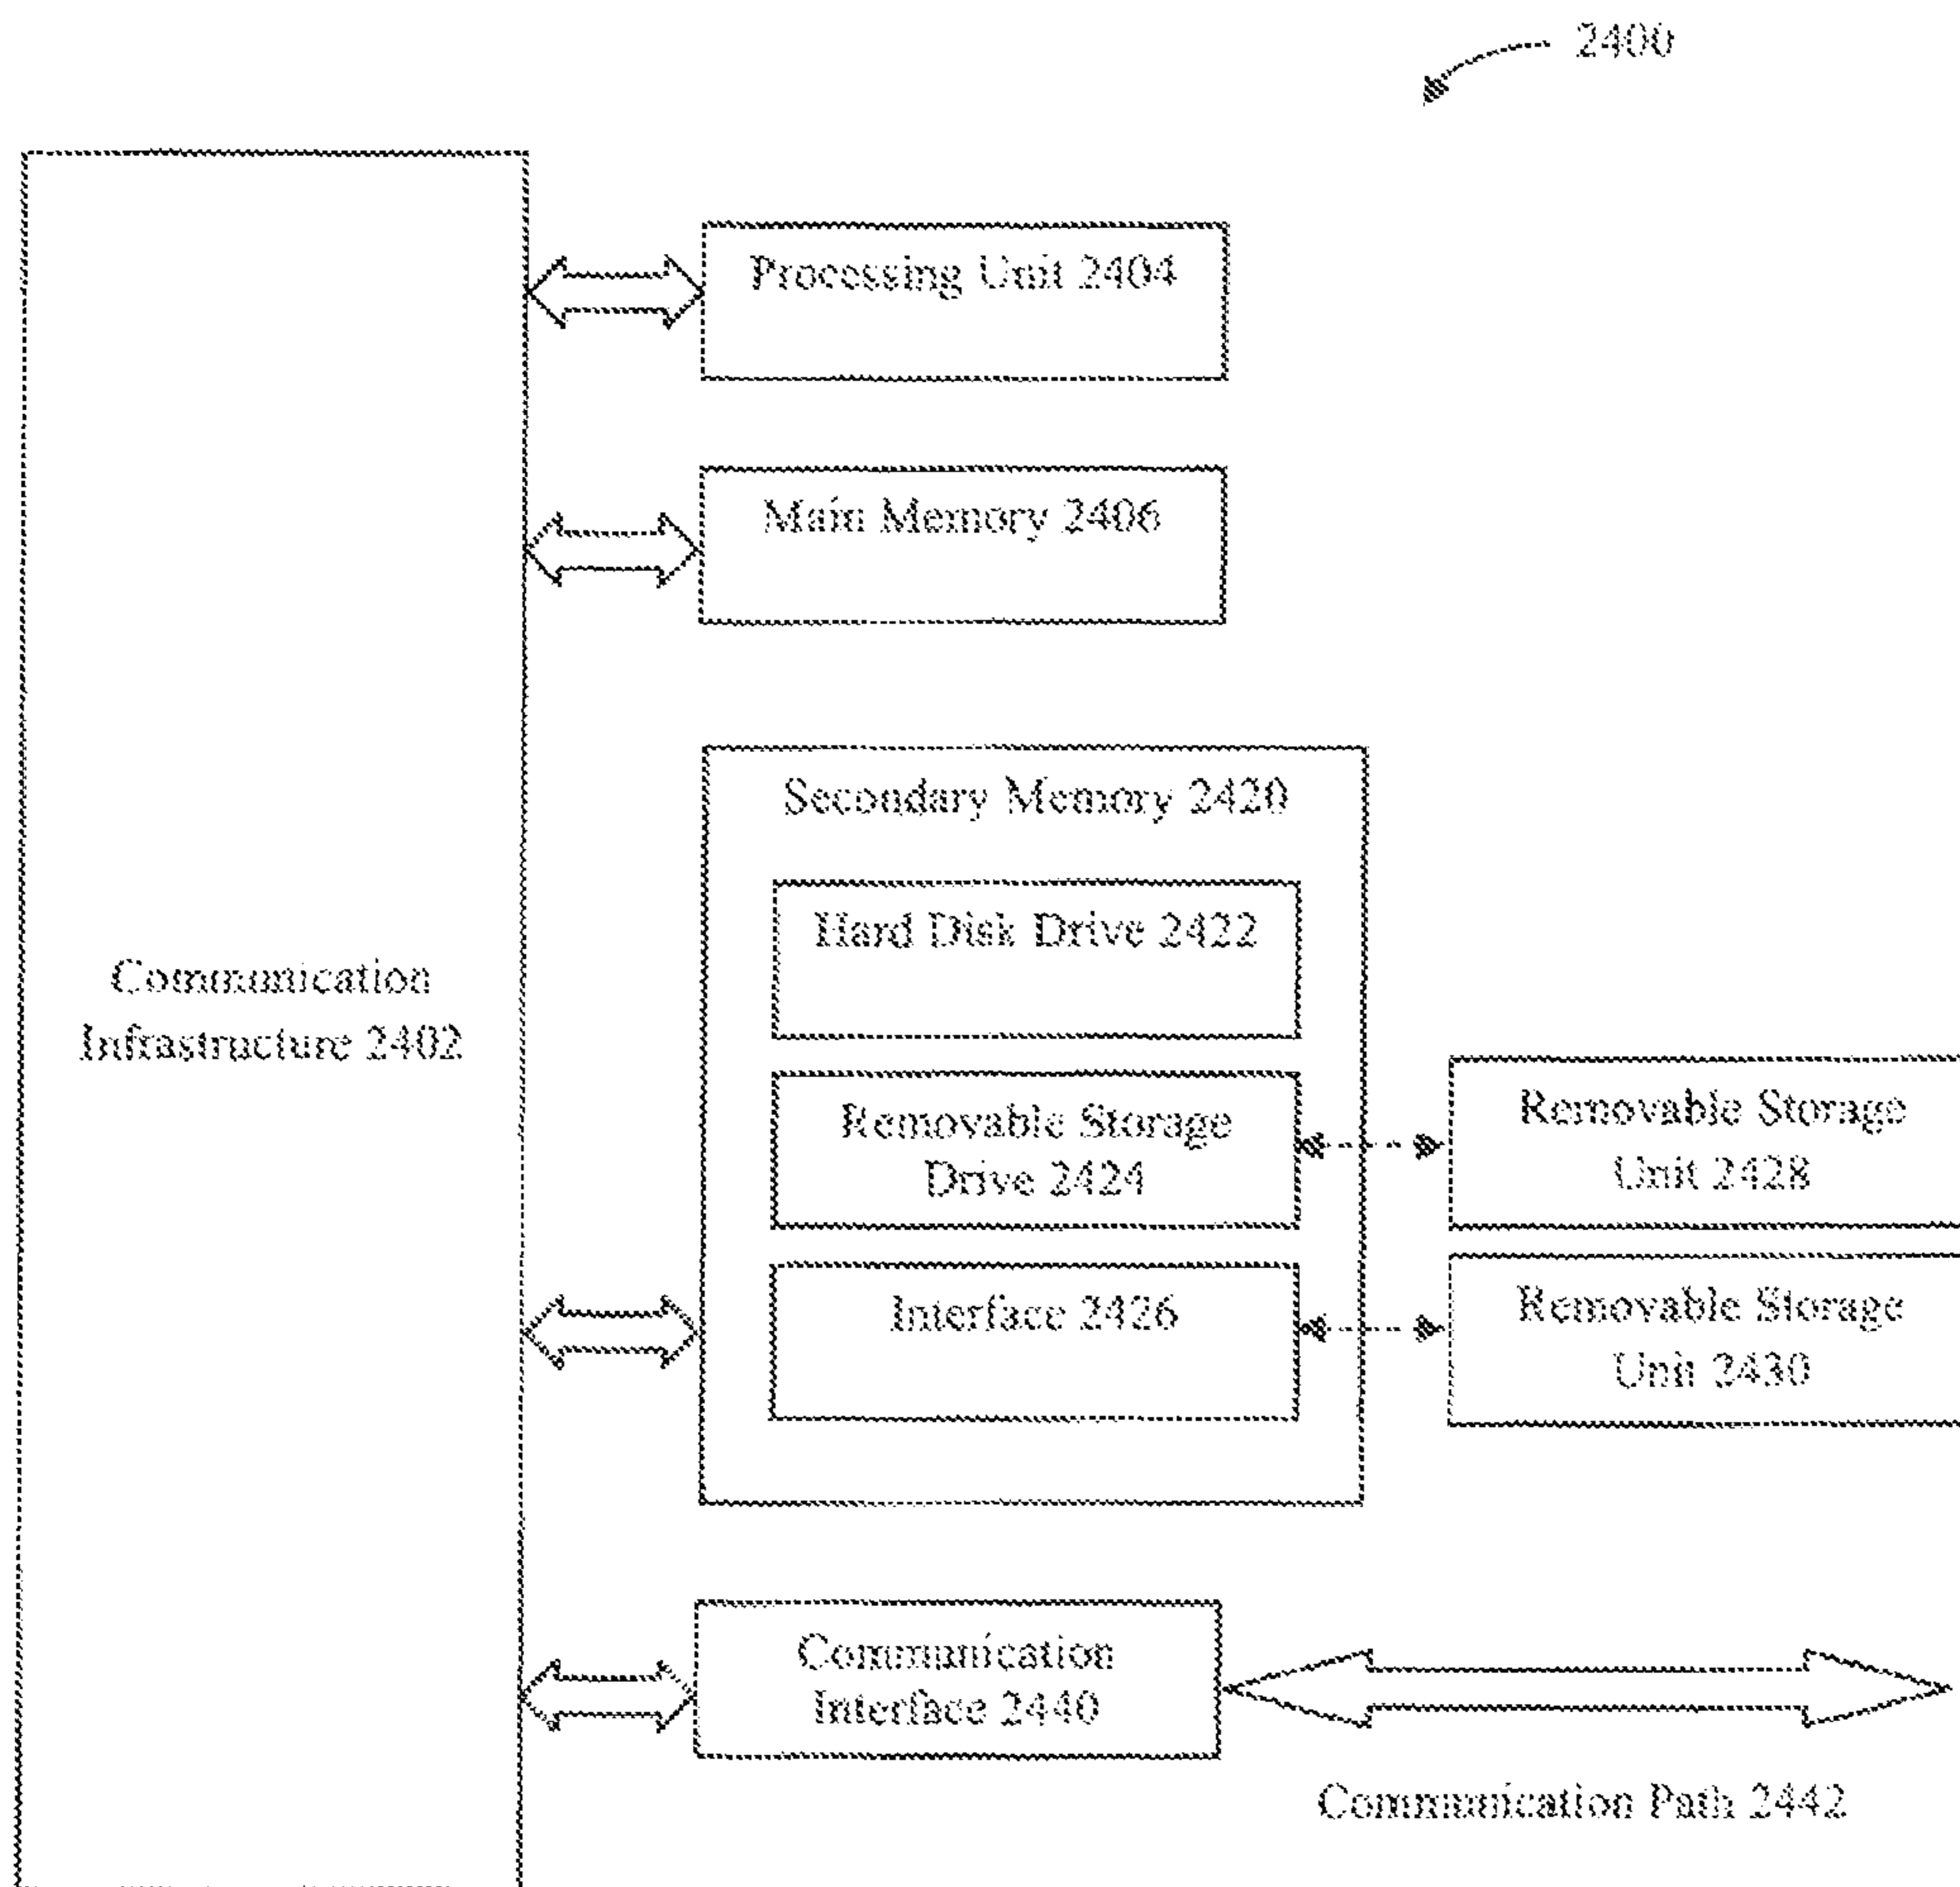 2400
Processing Unit 2404
Main Memory 2406
Secondary Memory 2420
Hard Disk Drive 2422
Communication
Infrastructure 2402
Removable Storage
Drive 2424
Removable Storage
Unit 2428
Interface 2426
Removable Storage
Unit 2430
Communication
Interface 2440
Communication Path 2442